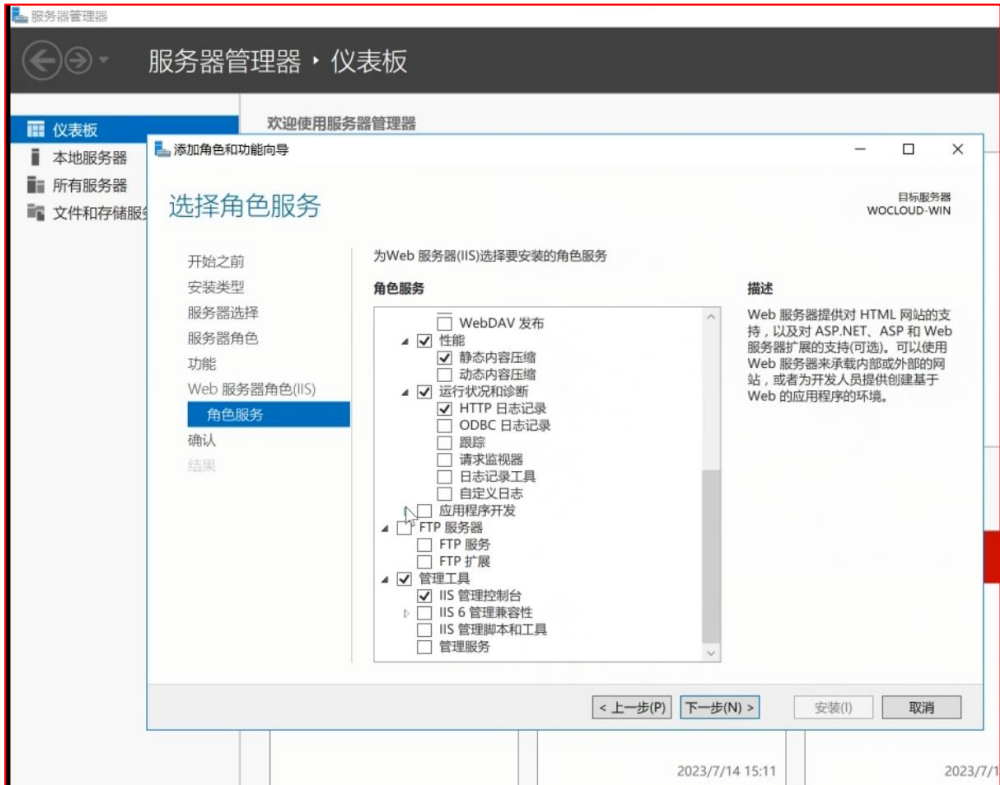 服务器管理器
服务器管理器 · 仪表板
仪表板
本地服务器
所有服务器
文件和存储服
欢迎使用服务器管理器
添加角色和功能向导
选择角色服务
目标服务器
WOCLOUD-WIN
开始之前
安装类型
服务器选择
服务器角色
功能
Web 服务器角色(IIS)
角色服务
确认
结果
为Web 服务器(IIS)选择要安装的角色服务
角色服务
WebDAV 发布
性能
静态内容压缩
动态内容压缩
运行状况和诊断
HTTP 日志记录
ODBC 日志记录
跟踪
请求监视器
日志记录工具
自定义日志
应用程序开发
FTP 服务器
FTP 服务
FTP 扩展
管理工具
IIS 管理控制台
IIS 6 管理兼容性
IIS 管理脚本和工具
管理服务
描述
Web 服务器提供对 HTML 网站的支
持，以及对 ASP.NET、ASP 和 Web
服务器扩展的支持(可选)。可以使用
Web 服务器来承载内部或外部的网
站，或者为开发人员提供创建基于
Web 的应用程序的环境。
< 上一步(P)
下一步(N) >
安装(I)
取消
2023/7/14 15:11
2023/7/1